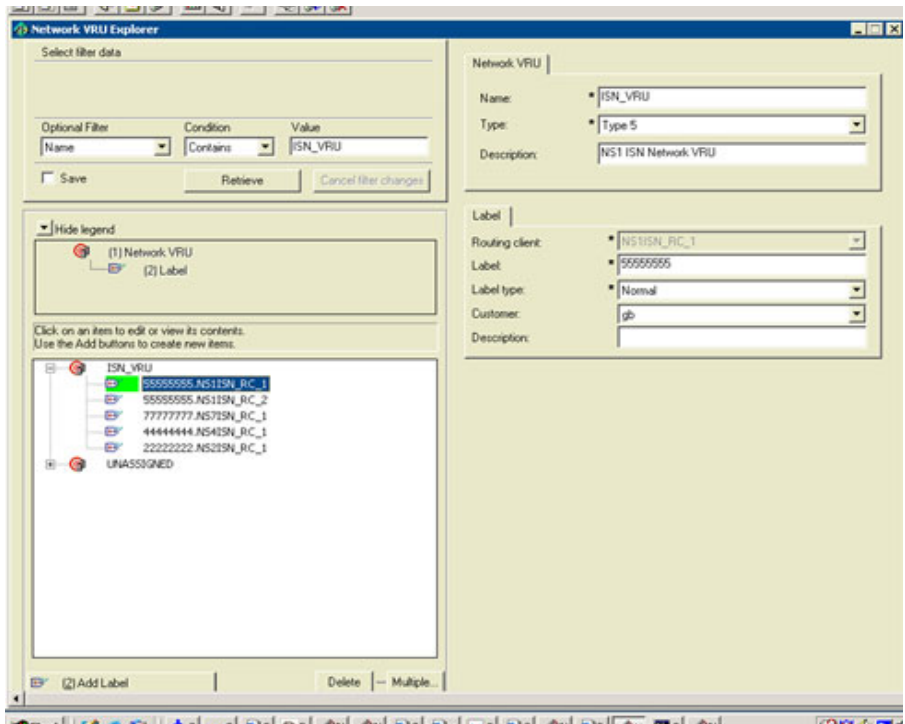 Network VRU Explorer
Select filter data
Optional Filter Condition Value
Name Contains ISN_VRU
Save Retrieve Cancel filter changes
Hide legend
(1) Network VRU
(2) Label
Click on an item to edit or view its contents.
Use the Add buttons to create new items.
ISN_VRU
55555555.NS1ISN_RC_1
55555555.NS1ISN_RC_2
77777777.NS7ISN_RC_1
44444444.NS4ISN_RC_1
22222222.NS2ISN_RC_1
UNASSIGNED
(2) Add Label Delete Multiple...
Network VRU
Name: * ISN_VRU
Type: * Type 5
Description: NS1 ISN Network VRU
Label
Routing client: * NS1ISN_RC_1
Label: * 55555555
Label type: * Normal
Customer: gb
Description: